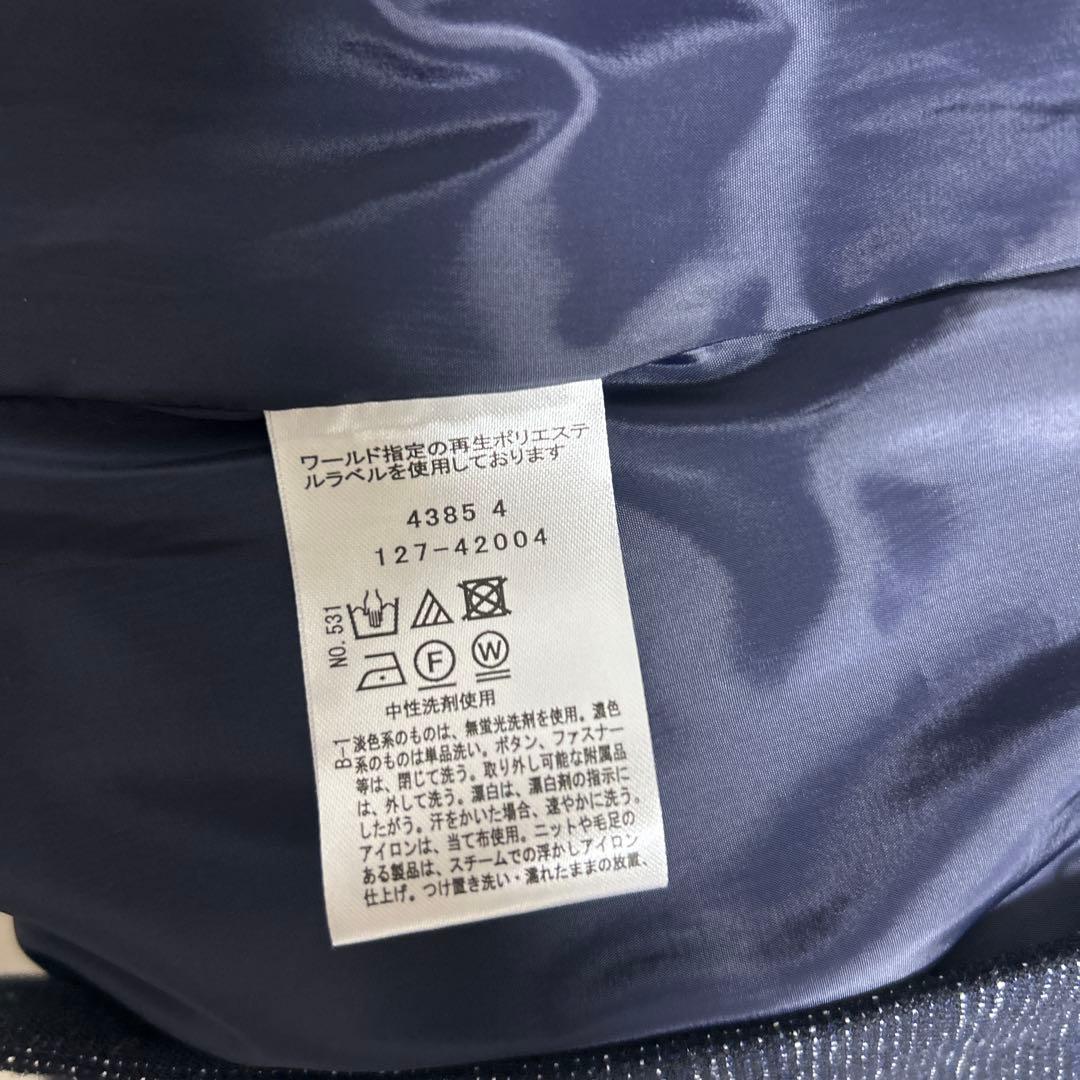 ワールド指定の再生ポリエステ
ルラベルを使用しております
4385 4
127-42004
NO. 531
F
W
中性洗剤使用
B-1
淡色系のものは、無蛍光洗剤を使用。濃色
系のものは単品洗い。ボタン、ファスナー
等は、閉じて洗う。取り外し可能な附属品
は、外して洗う。漂白は、漂白剤の指示に
したがう。汗をかいた場合、速やかに洗う。
アイロンは、当て布使用。ニットや毛足の
ある製品は、スチームでの浮かしアイロン
仕上げ。つけ置き洗い・濡れたままの放置、